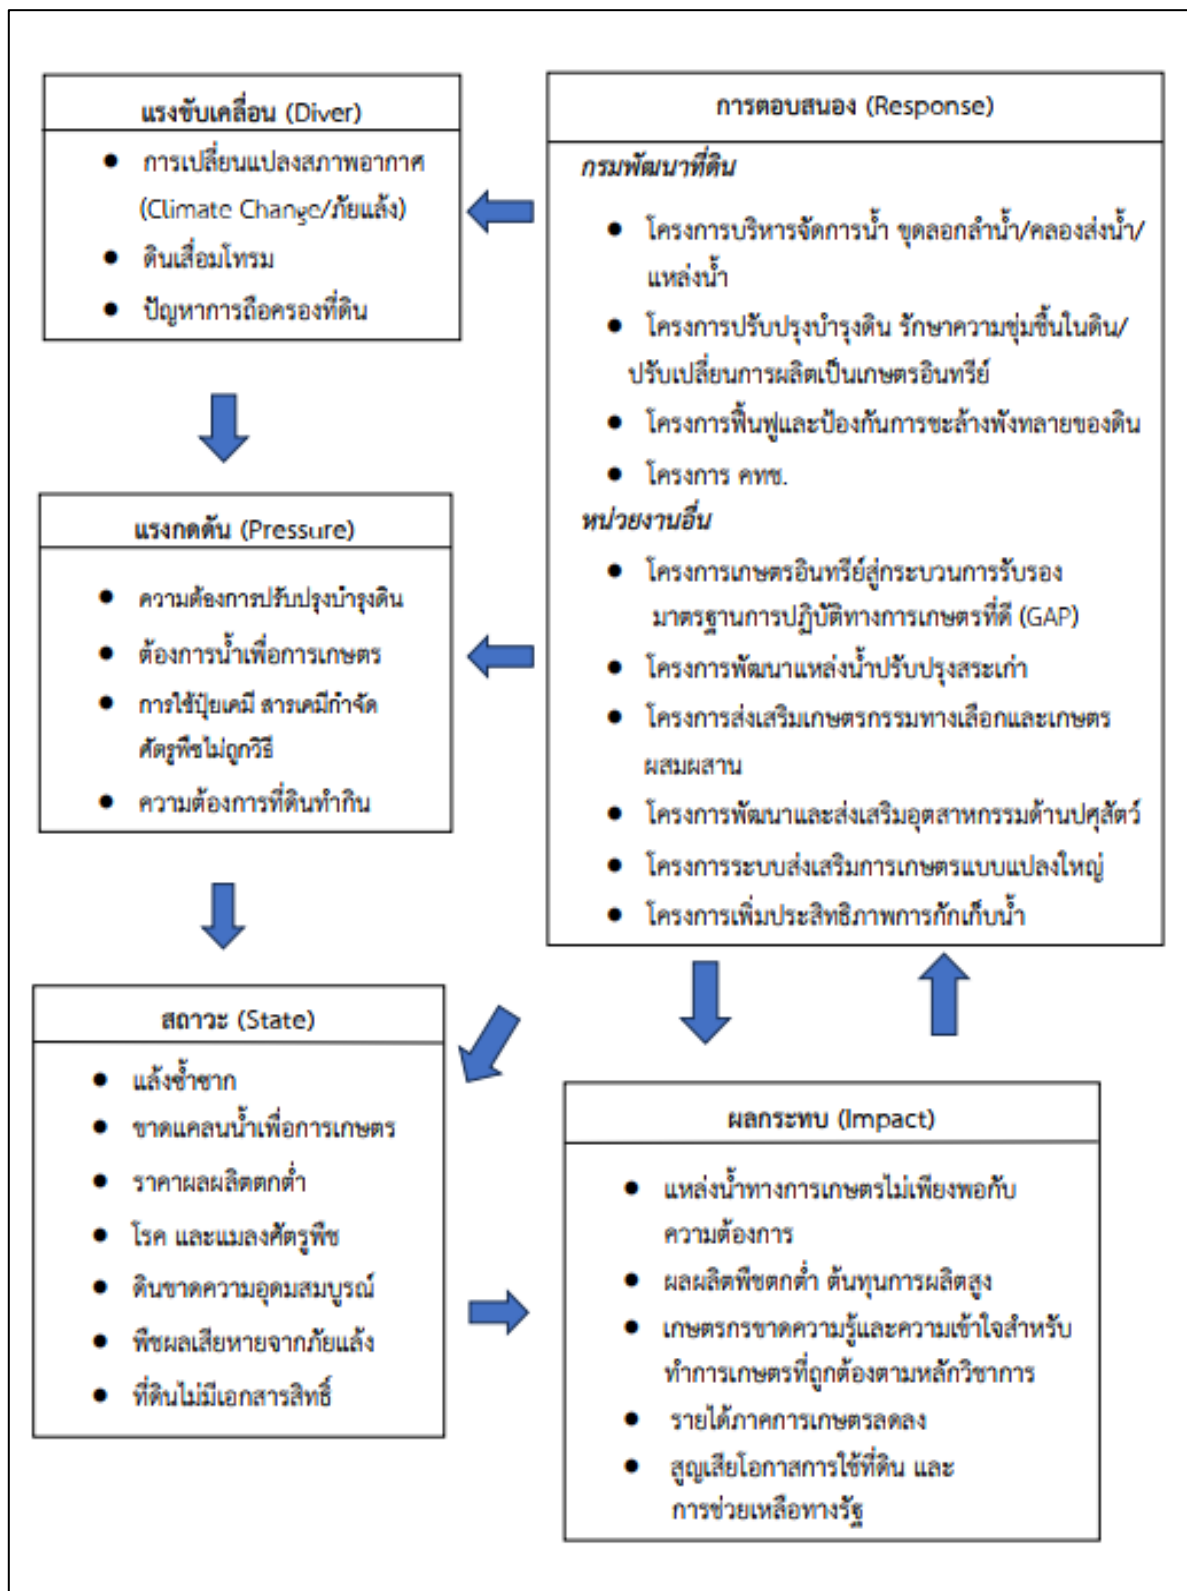 แรงขับเคลื่อน (Diver)
● การเปลี่ยนแปลงสภาพอากาศ
(Climate Change/ภัยแล้ง)
● ดินเสื่อมโทรม
● ปัญหาการถือครองที่ดิน
แรงกดดัน (Pressure)
● ความต้องการปรับปรุงบำรุงดิน
● ต้องการน้ำเพื่อการเกษตร
● การใช้ปุ๋ยเคมี สารเคมีกำจัด
ศัตรูพืชไม่ถูกวิธี
● ความต้องการที่ดินทำกิน
สถาวะ (State)
● แล้งซ้ำซาก
● ขาดแคลนน้ำเพื่อการเกษตร
● ราคาผลผลิตตกต่ำ
● โรค และแมลงศัตรูพืช
● ดินขาดความอุดมสมบูรณ์
● พืชผลเสียหายจากภัยแล้ง
● ที่ดินไม่มีเอกสารสิทธิ์
การตอบสนอง (Response)
กรมพัฒนาที่ดิน
● โครงการบริหารจัดการน้ำ ขุดลอกลำน้ำ/คลองส่งน้ำ/
แหล่งน้ำ
● โครงการปรับปรุงบำรุงดิน รักษาความชุ่มชื้นในดิน/
ปรับเปลี่ยนการผลิตเป็นเกษตรอินทรีย์
● โครงการฟื้นฟูและป้องกันการชะล้างพังทลายของดิน
● โครงการ คทช.
หน่วยงานอื่น
● โครงการเกษตรอินทรีย์สู่กระบวนการรับรอง
มาตรฐานการปฏิบัติทางการเกษตรที่ดี (GAP)
● โครงการพัฒนาแหล่งน้ำปรับปรุงสระเก่า
● โครงการส่งเสริมเกษตรกรรมทางเลือกและเกษตร
ผสมผสาน
● โครงการพัฒนาและส่งเสริมอุตสาหกรรมด้านปศุสัตว์
● โครงการระบบส่งเสริมการเกษตรแบบแปลงใหญ่
● โครงการเพิ่มประสิทธิภาพการกักเก็บน้ำ
ผลกระทบ (Impact)
● แหล่งน้ำทางการเกษตรไม่เพียงพอกับ
ความต้องการ
● ผลผลิตพืชตกต่ำ ต้นทุนการผลิตสูง
● เกษตรกรขาดความรู้และความเข้าใจสำหรับ
ทำการเกษตรที่ถูกต้องตามหลักวิชาการ
● รายได้ภาคการเกษตรลดลง
● สูญเสียโอกาสการใช้ที่ดิน และ
การช่วยเหลือทางรัฐ